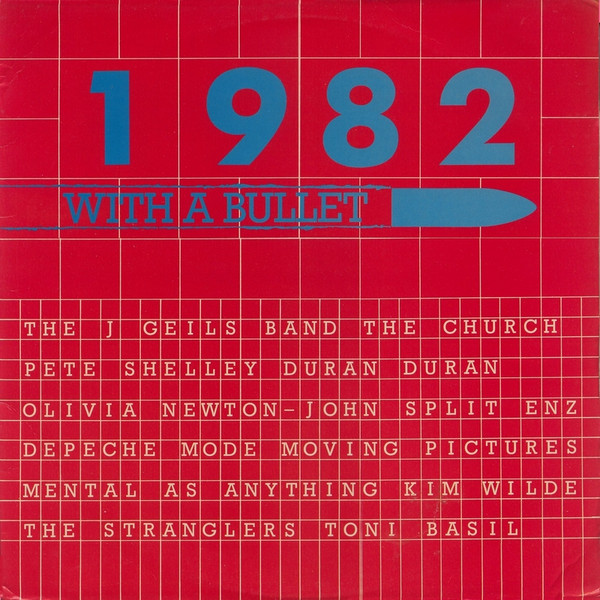 1982
WITH A BULLET
THE J GEILS BAND THE CHURCH
PETE SHELLEY DURAN DURAN
OLIVIA NEWTON-JOHN SPLIT ENZ
DEPECHE MODE MOVING PICTURES
MENTAL AS ANYTHING KIM WILDE
THE STRANGLERS TONI BASIL